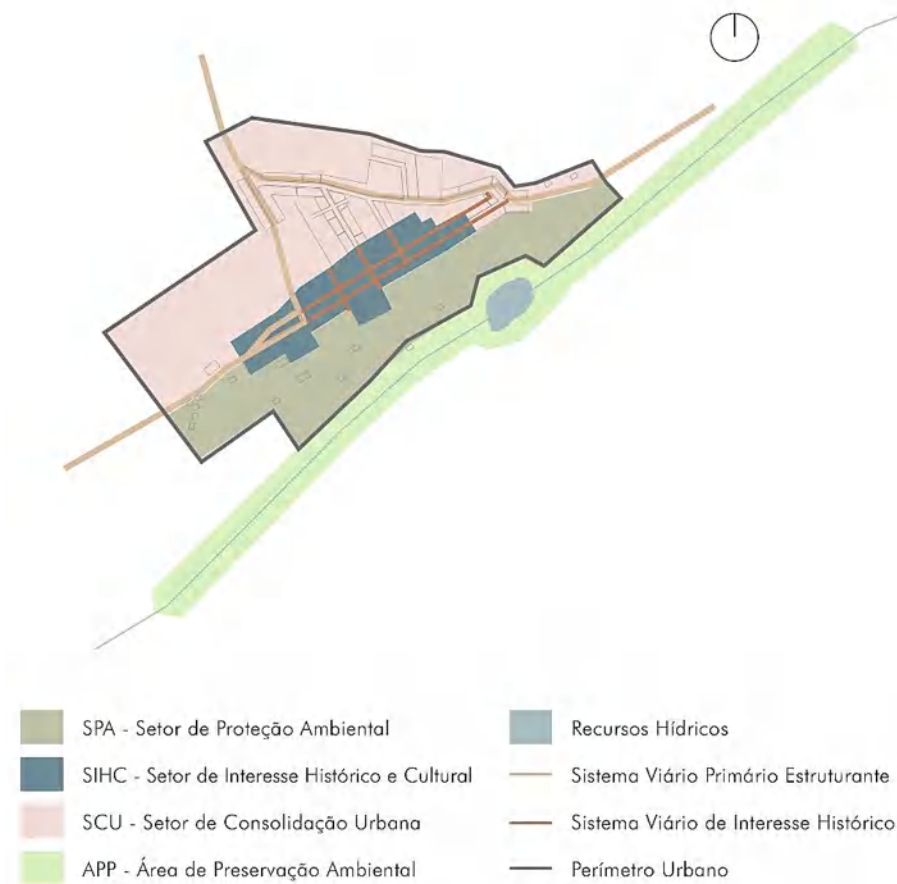 SPA - Setor de Proteção Ambiental
SIHC - Setor de Interesse Histórico e Cultural
SCU - Setor de Consolidação Urbana
APP - Área de Preservação Ambiental
Recursos Hídricos
Sistema Viário Primário Estruturante
Sistema Viário de Interesse Histórico
Perímetro Urbano